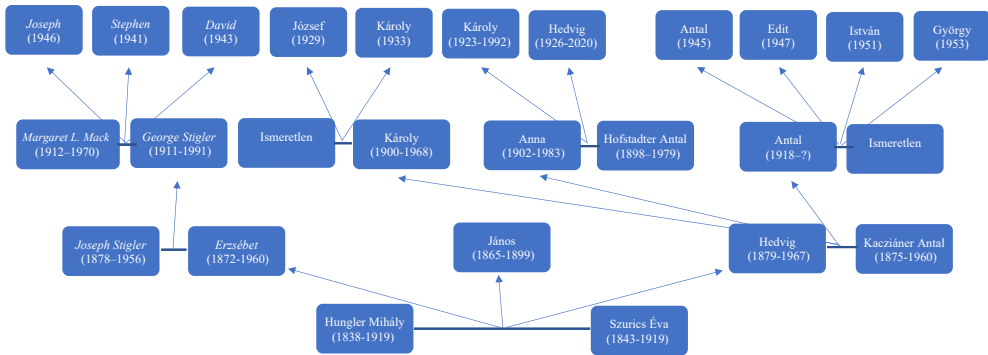 Joseph
(1946)
Stephen
(1941)
David
(1943)
József
(1929)
Károly
(1933)
Károly
(1923-1992)
Hedvig
(1926-2020)
Antal
(1945)
Edit
(1947)
István
(1951)
György
(1953)
Margaret L. Mack
(1912–1970)
George Stigler
(1911-1991)
Ismeretlen
Károly
(1900-1968)
Anna
(1902-1983)
Hofstadter Antal
(1898–1979)
Antal
(1918–?)
Ismeretlen
Joseph Stigler
(1878–1956)
Erzsébet
(1872-1960)
János
(1865-1899)
Hedvig
(1879-1967)
Kacziáner Antal
(1875-1960)
Hungler Mihály
(1838-1919)
Szurics Éva
(1843-1919)